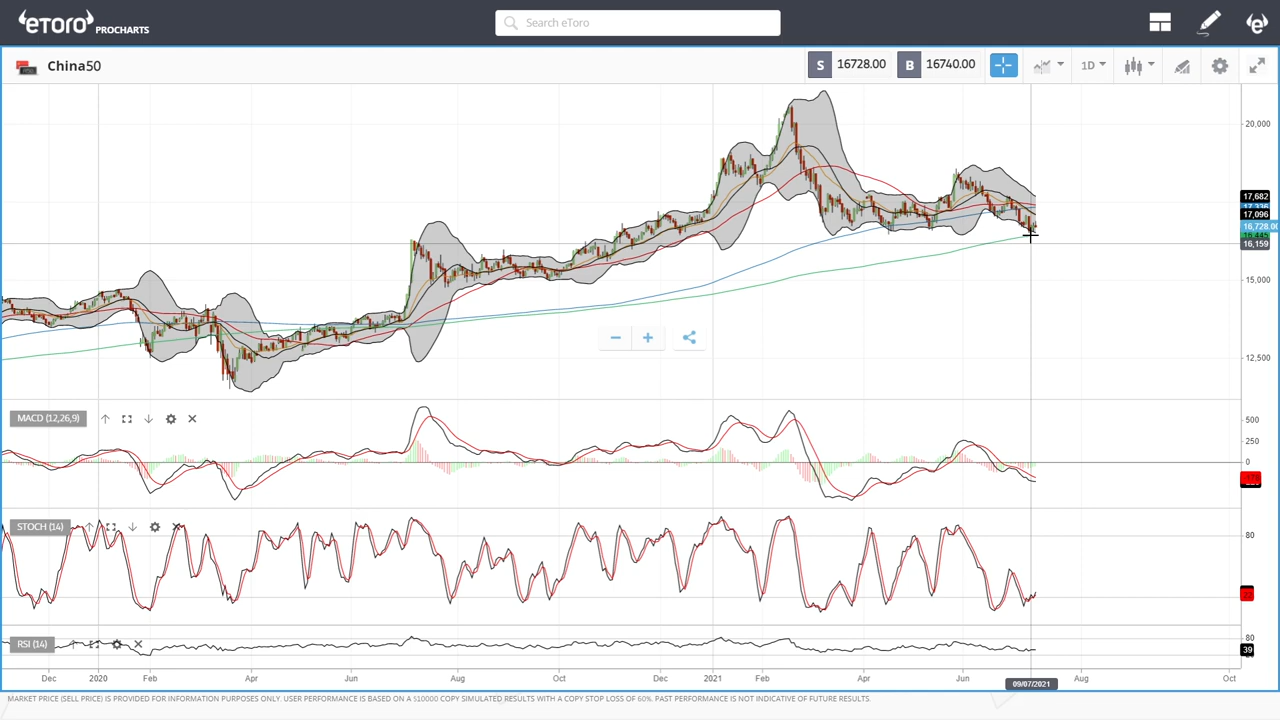 eToro PROCHARTS
Search eToro
China50
S 16728.00 B 16740.00
1D
20,000
17,682
17,096
16,728.00
16,445
16,159
15,000
12,500
MACD (12,26,9)
500
250
0
STOCH (14)
80
RSI (14)
80
39
Dec 2020 Feb Apr Jun Aug Oct Dec 2021 Feb Apr Jun Aug Oct
09/07/2021
MARKET PRICE (SELL PRICE) IS PROVIDED FOR INFORMATION PURPOSES ONLY. USER PERFORMANCE IS BASED ON A $10000 COPY SIMULATED RESULTS WITH A COPY STOP LOSS OF 60%. PAST PERFORMANCE IS NOT INDICATIVE OF FUTURE RESULTS.